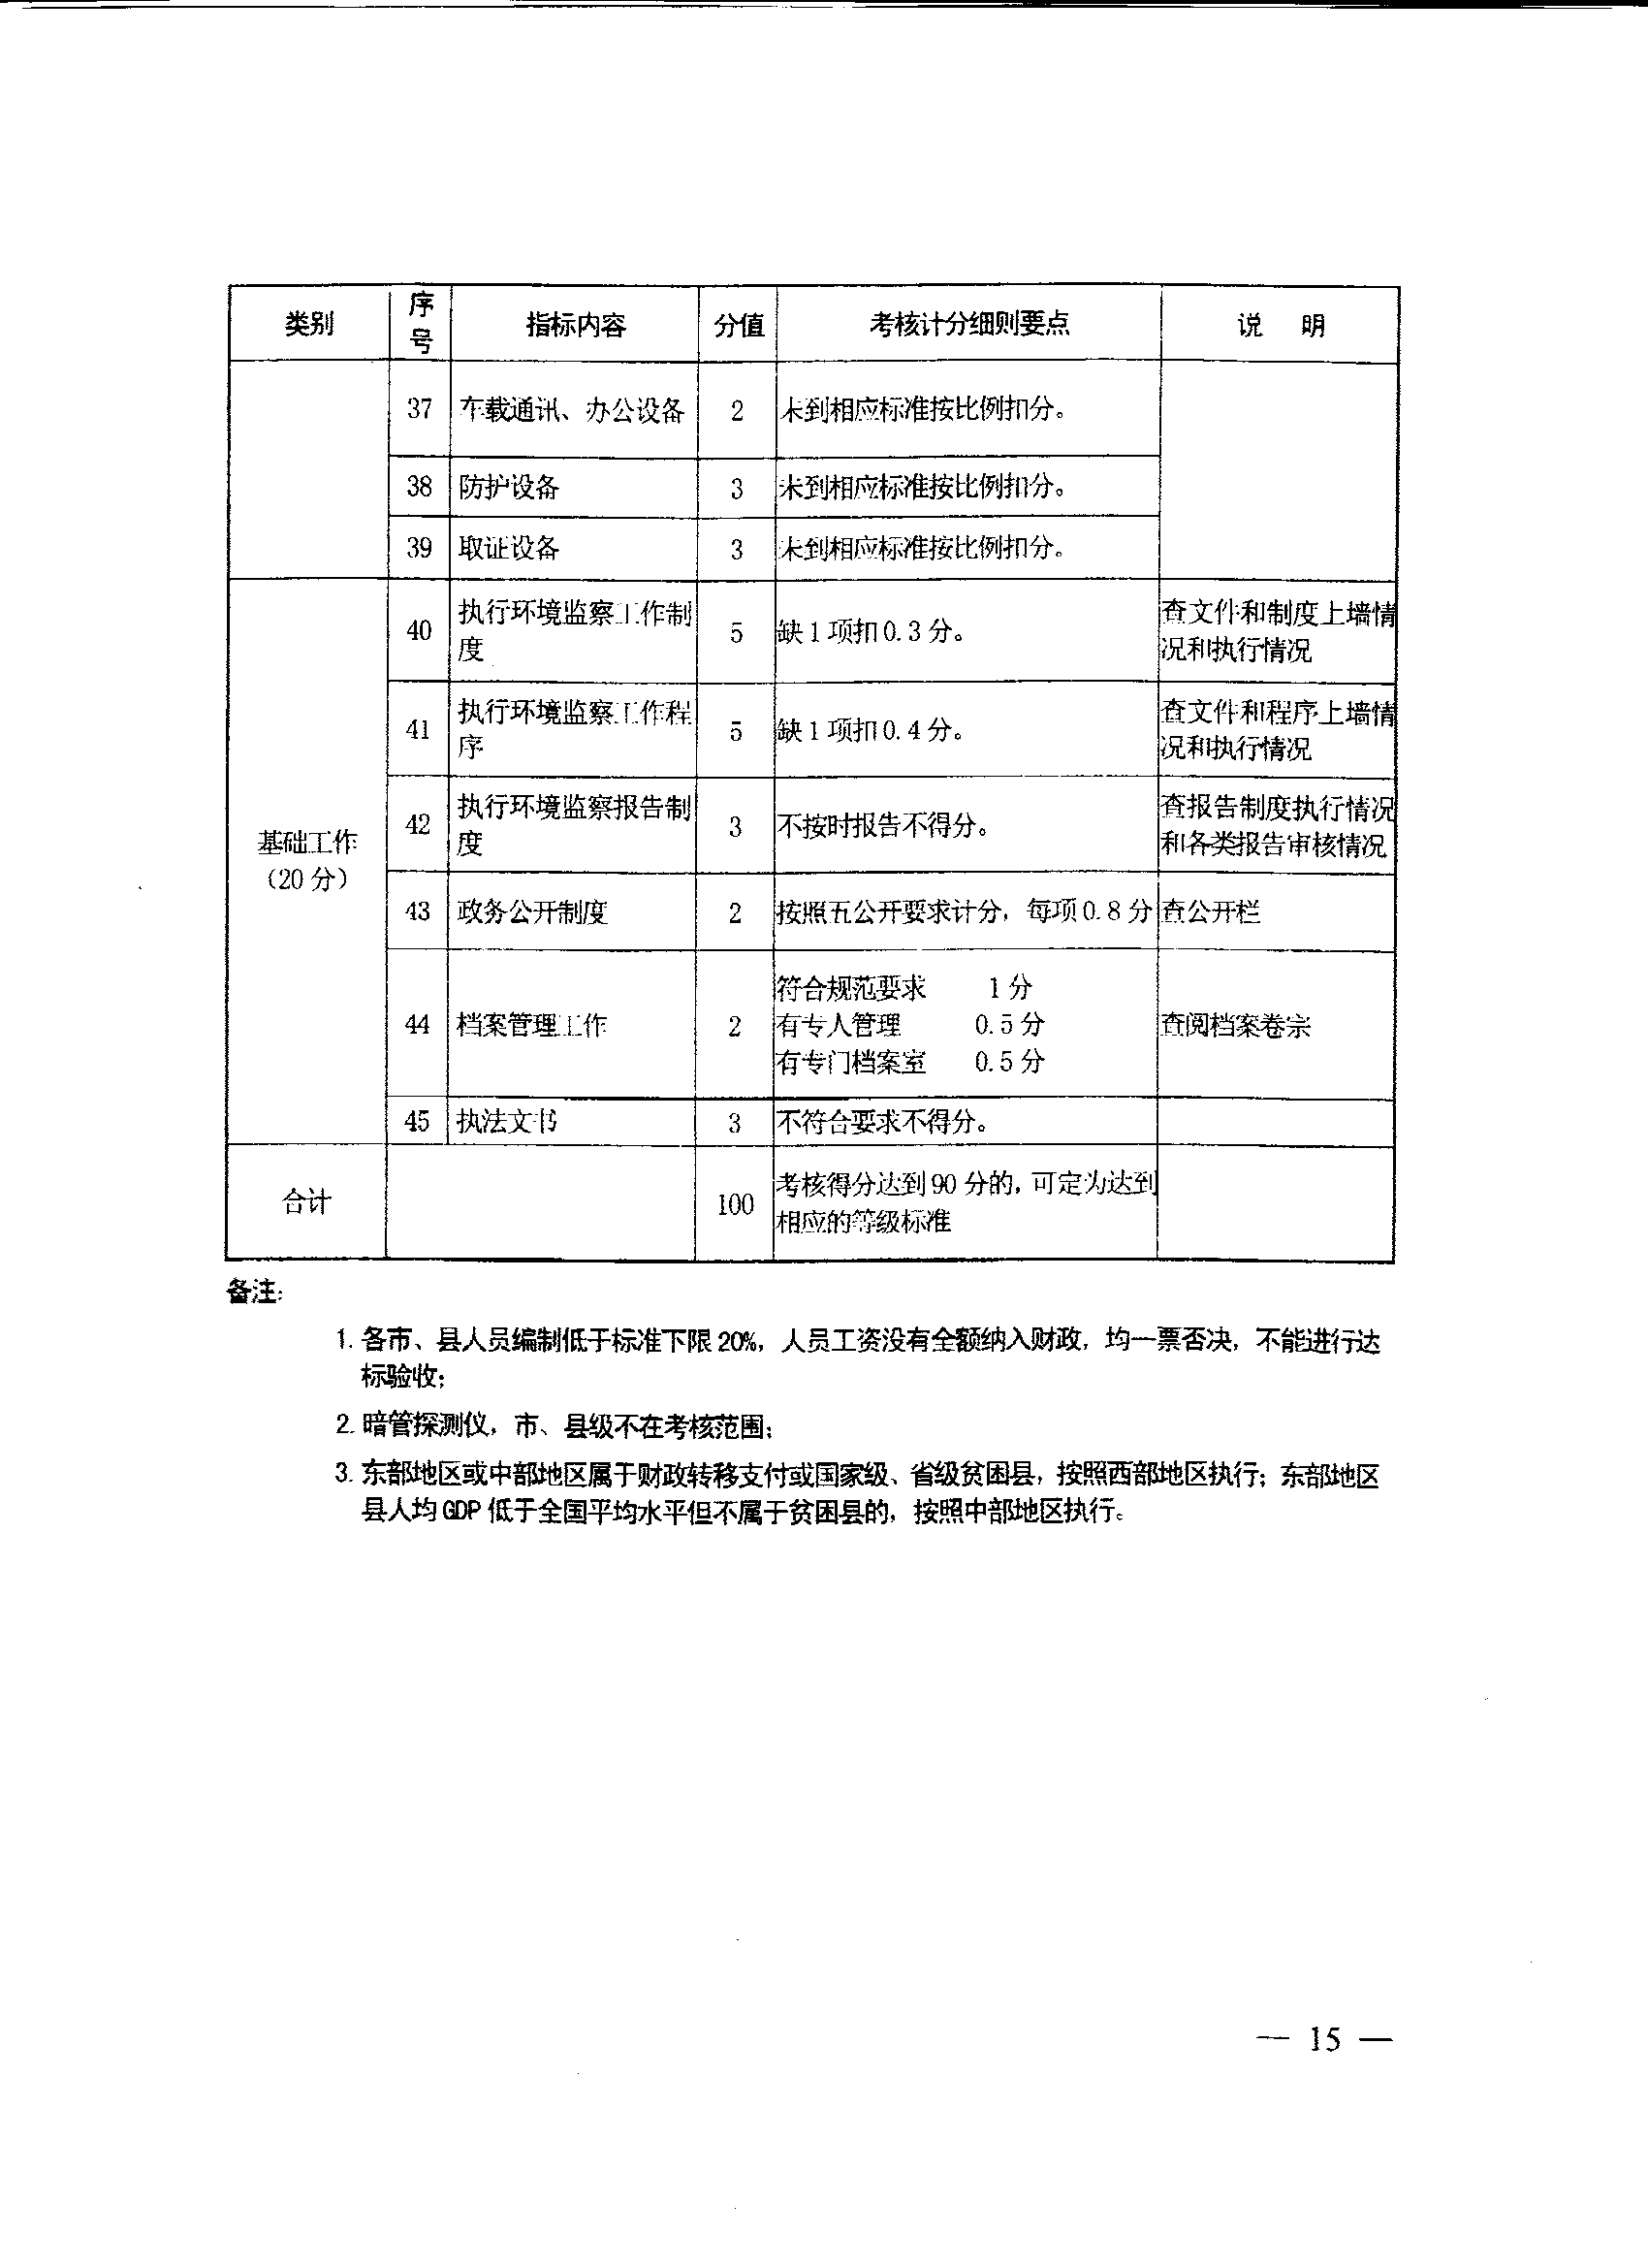 类别 序号 指标内容 分值 考核计分细则要点 说 明
37 车载通讯、办公设备 2 未到相应标准按比例扣分。
38 防护设备 3 未到相应标准按比例扣分。
39 取证设备 3 未到相应标准按比例扣分。
基础工作
（20分）
40 执行环境监察工作制
度
5 缺1项扣0.3分。
查文件和制度上墙情
况和执行情况
41 执行环境监察工作程
序
5 缺1项扣0.4分。
查文件和程序上墙情
况和执行情况
42 执行环境监察报告制
度
3 不按时报告不得分。
查报告制度执行情况
和各类报告审核情况
43 政务公开制度 2 按照五公开要求计分，每项0.8分 查公开栏
44 档案管理工作 2
符合规范要求 1分
有专人管理 0.5分
有专门档案室 0.5分
查阅档案卷宗
45 执法文书 3 不符合要求不得分。
合计 100
考核得分达到90分的，可定为达到
相应的等级标准
备注：
1. 各市、县人员编制低于标准下限20%，人员工资没有全额纳入财政，均一票否决，不能进行达
标验收；
2. 暗管探测仪，市、县级不在考核范围；
3. 东部地区或中部地区属于财政转移支付或国家级、省级贫困县，按照西部地区执行；东部地区
县人均GDP低于全国平均水平但不属于贫困县的，按照中部地区执行。
— 15 —